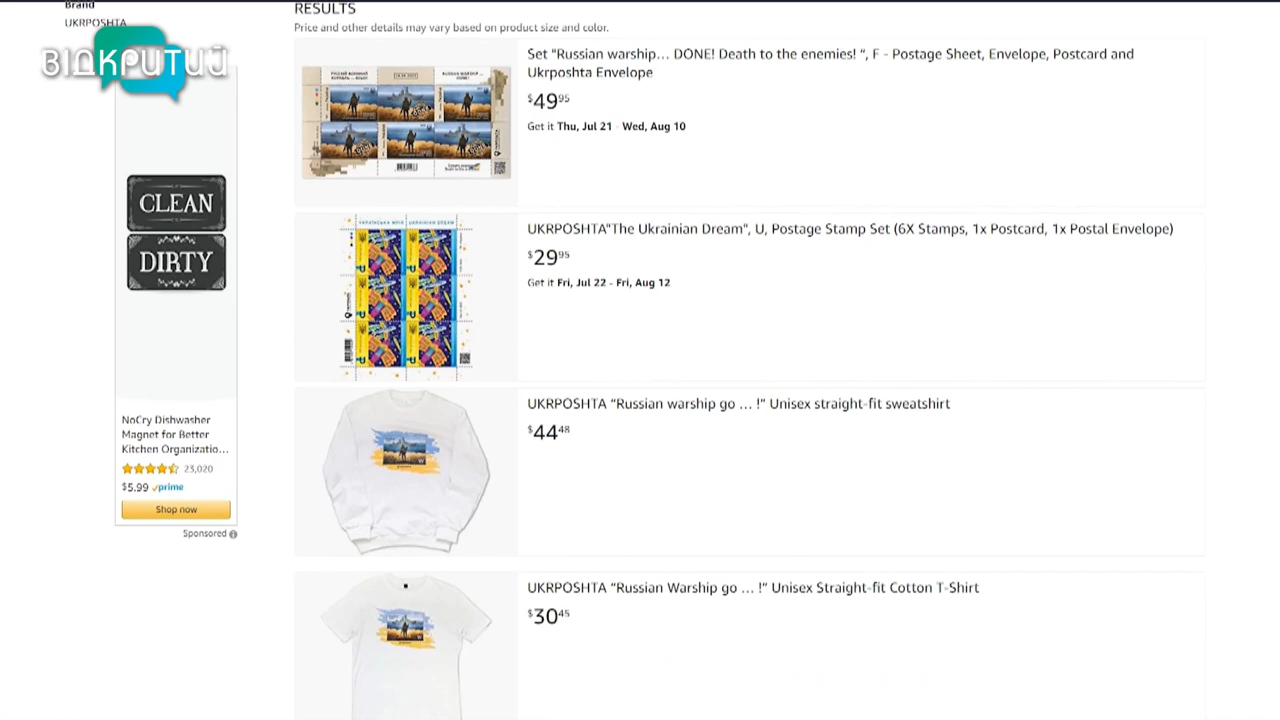 Brand
UKRPOSHTA
ВІДКРИТИЙ
CLEAN
DIRTY
NoCry Dishwasher
Magnet for Better
Kitchen Organizatio...
23,020
$5.99 prime
Shop now
Sponsored
RESULTS
Price and other details may vary based on product size and color.
Set "Russian warship... DONE! Death to the enemies! “, F - Postage Sheet, Envelope, Postcard and
Ukrposhta Envelope
$49 95
Get it Thu, Jul 21 - Wed, Aug 10
УКРАЇНСЬКА МРІЯ UKRAINIAN DREAM
UKRPOSHTA"The Ukrainian Dream", U, Postage Stamp Set (6X Stamps, 1x Postcard, 1x Postal Envelope)
$29 95
Get it Fri, Jul 22 - Fri, Aug 12
UKRPOSHTA “Russian warship go ... !” Unisex straight-fit sweatshirt
$44 48
UKRPOSHTA “Russian Warship go ... !” Unisex Straight-fit Cotton T-Shirt
$30 45